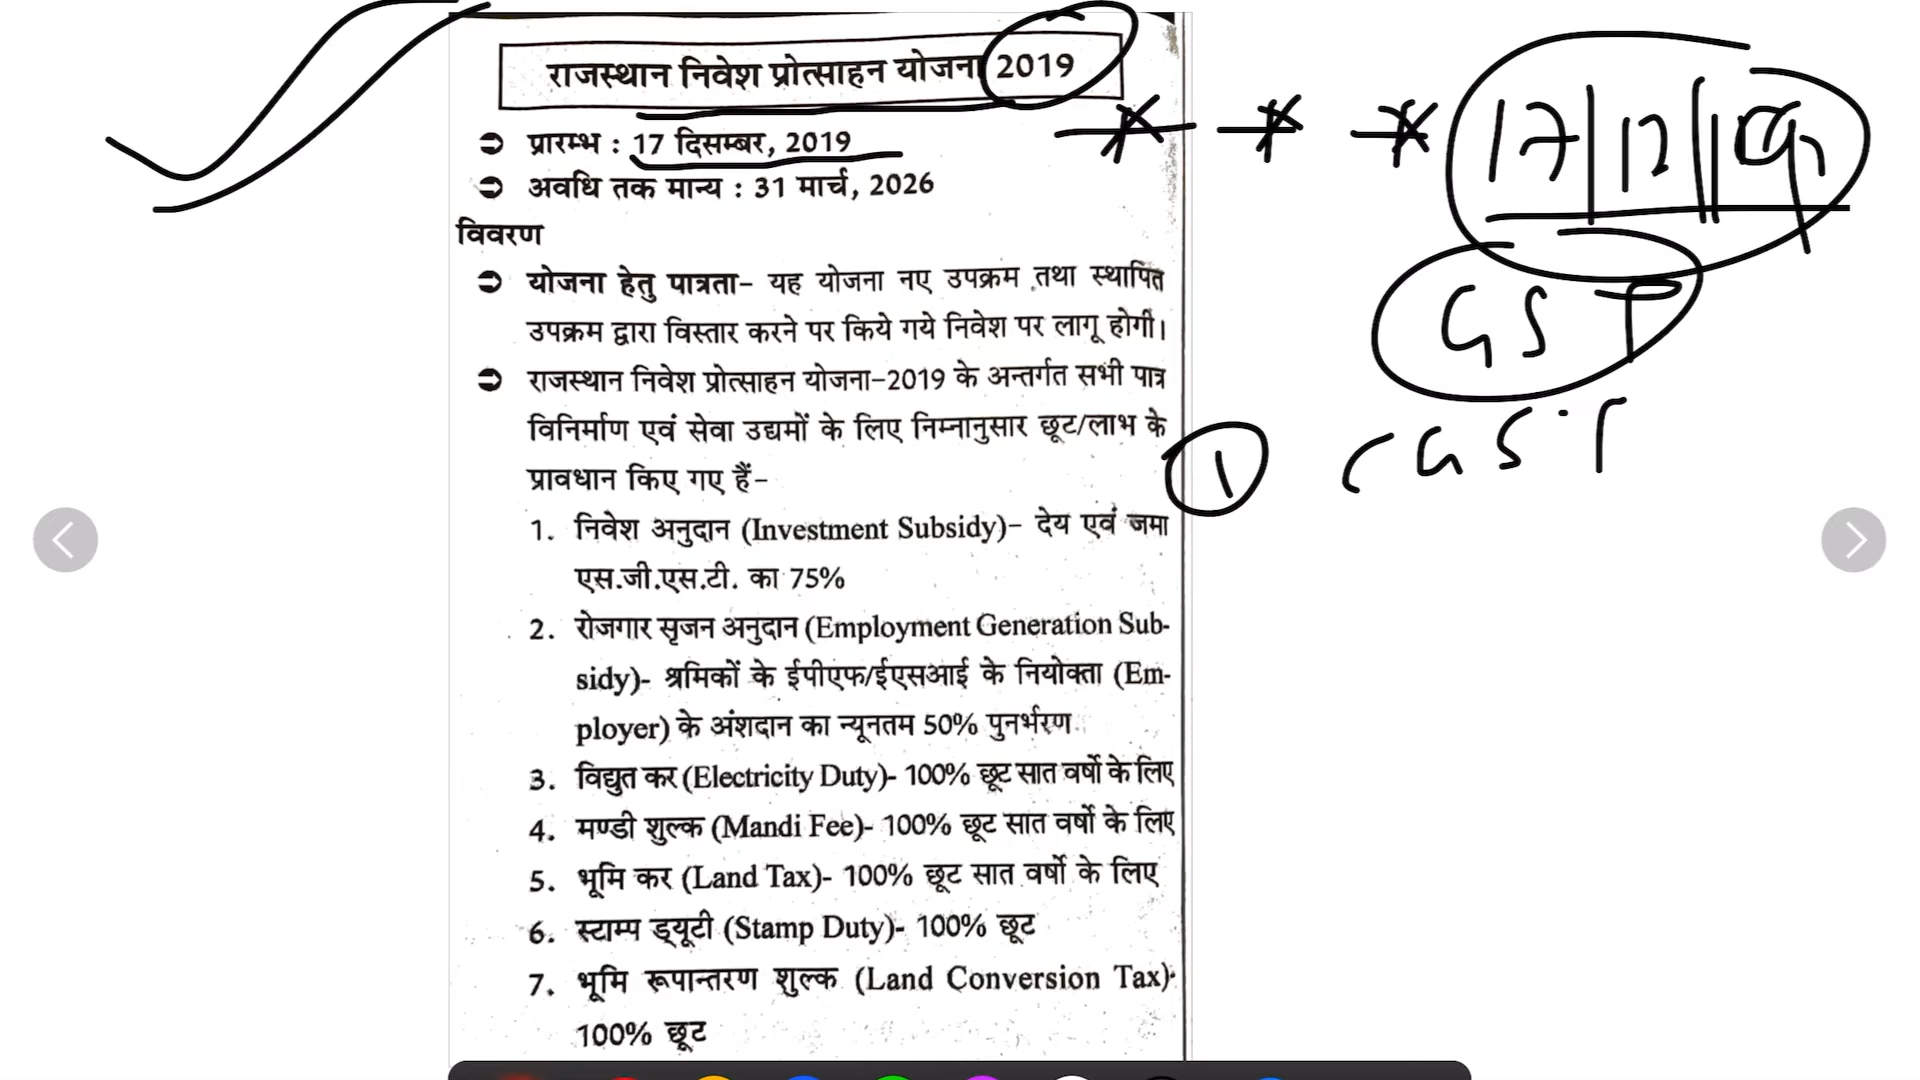 राजस्थान निवेश प्रोत्साहन योजना 2019
⮊ प्रारम्भ : 17 दिसम्बर, 2019
17/12/19
⮊ अवधि तक मान्य : 31 मार्च, 2026
विवरण
⮊ योजना हेतु पात्रता- यह योजना नए उपक्रम तथा स्थापित
उपक्रम द्वारा विस्तार करने पर किये गये निवेश पर लागू होगी।
GST
⮊ राजस्थान निवेश प्रोत्साहन योजना-2019 के अन्तर्गत सभी पात्र
विनिर्माण एवं सेवा उद्यमों के लिए निम्नानुसार छूट/लाभ के
प्रावधान किए गए हैं-
① CGST
1. निवेश अनुदान (Investment Subsidy)- देय एवं जमा
एस.जी.एस.टी. का 75%
2. रोजगार सृजन अनुदान (Employment Generation Sub-
sidy)- श्रमिकों के ईपीएफ/ईएसआई के नियोक्ता (Em-
ployer) के अंशदान का न्यूनतम 50% पुनर्भरण
3. विद्युत कर (Electricity Duty)- 100% छूट सात वर्षो के लिए
4. मण्डी शुल्क (Mandi Fee)- 100% छूट सात वर्षो के लिए
5. भूमि कर (Land Tax)- 100% छूट सात वर्षो के लिए
6. स्टाम्प ड्यूटी (Stamp Duty)- 100% छूट
7. भूमि रूपान्तरण शुल्क (Land Conversion Tax)-
100% छूट